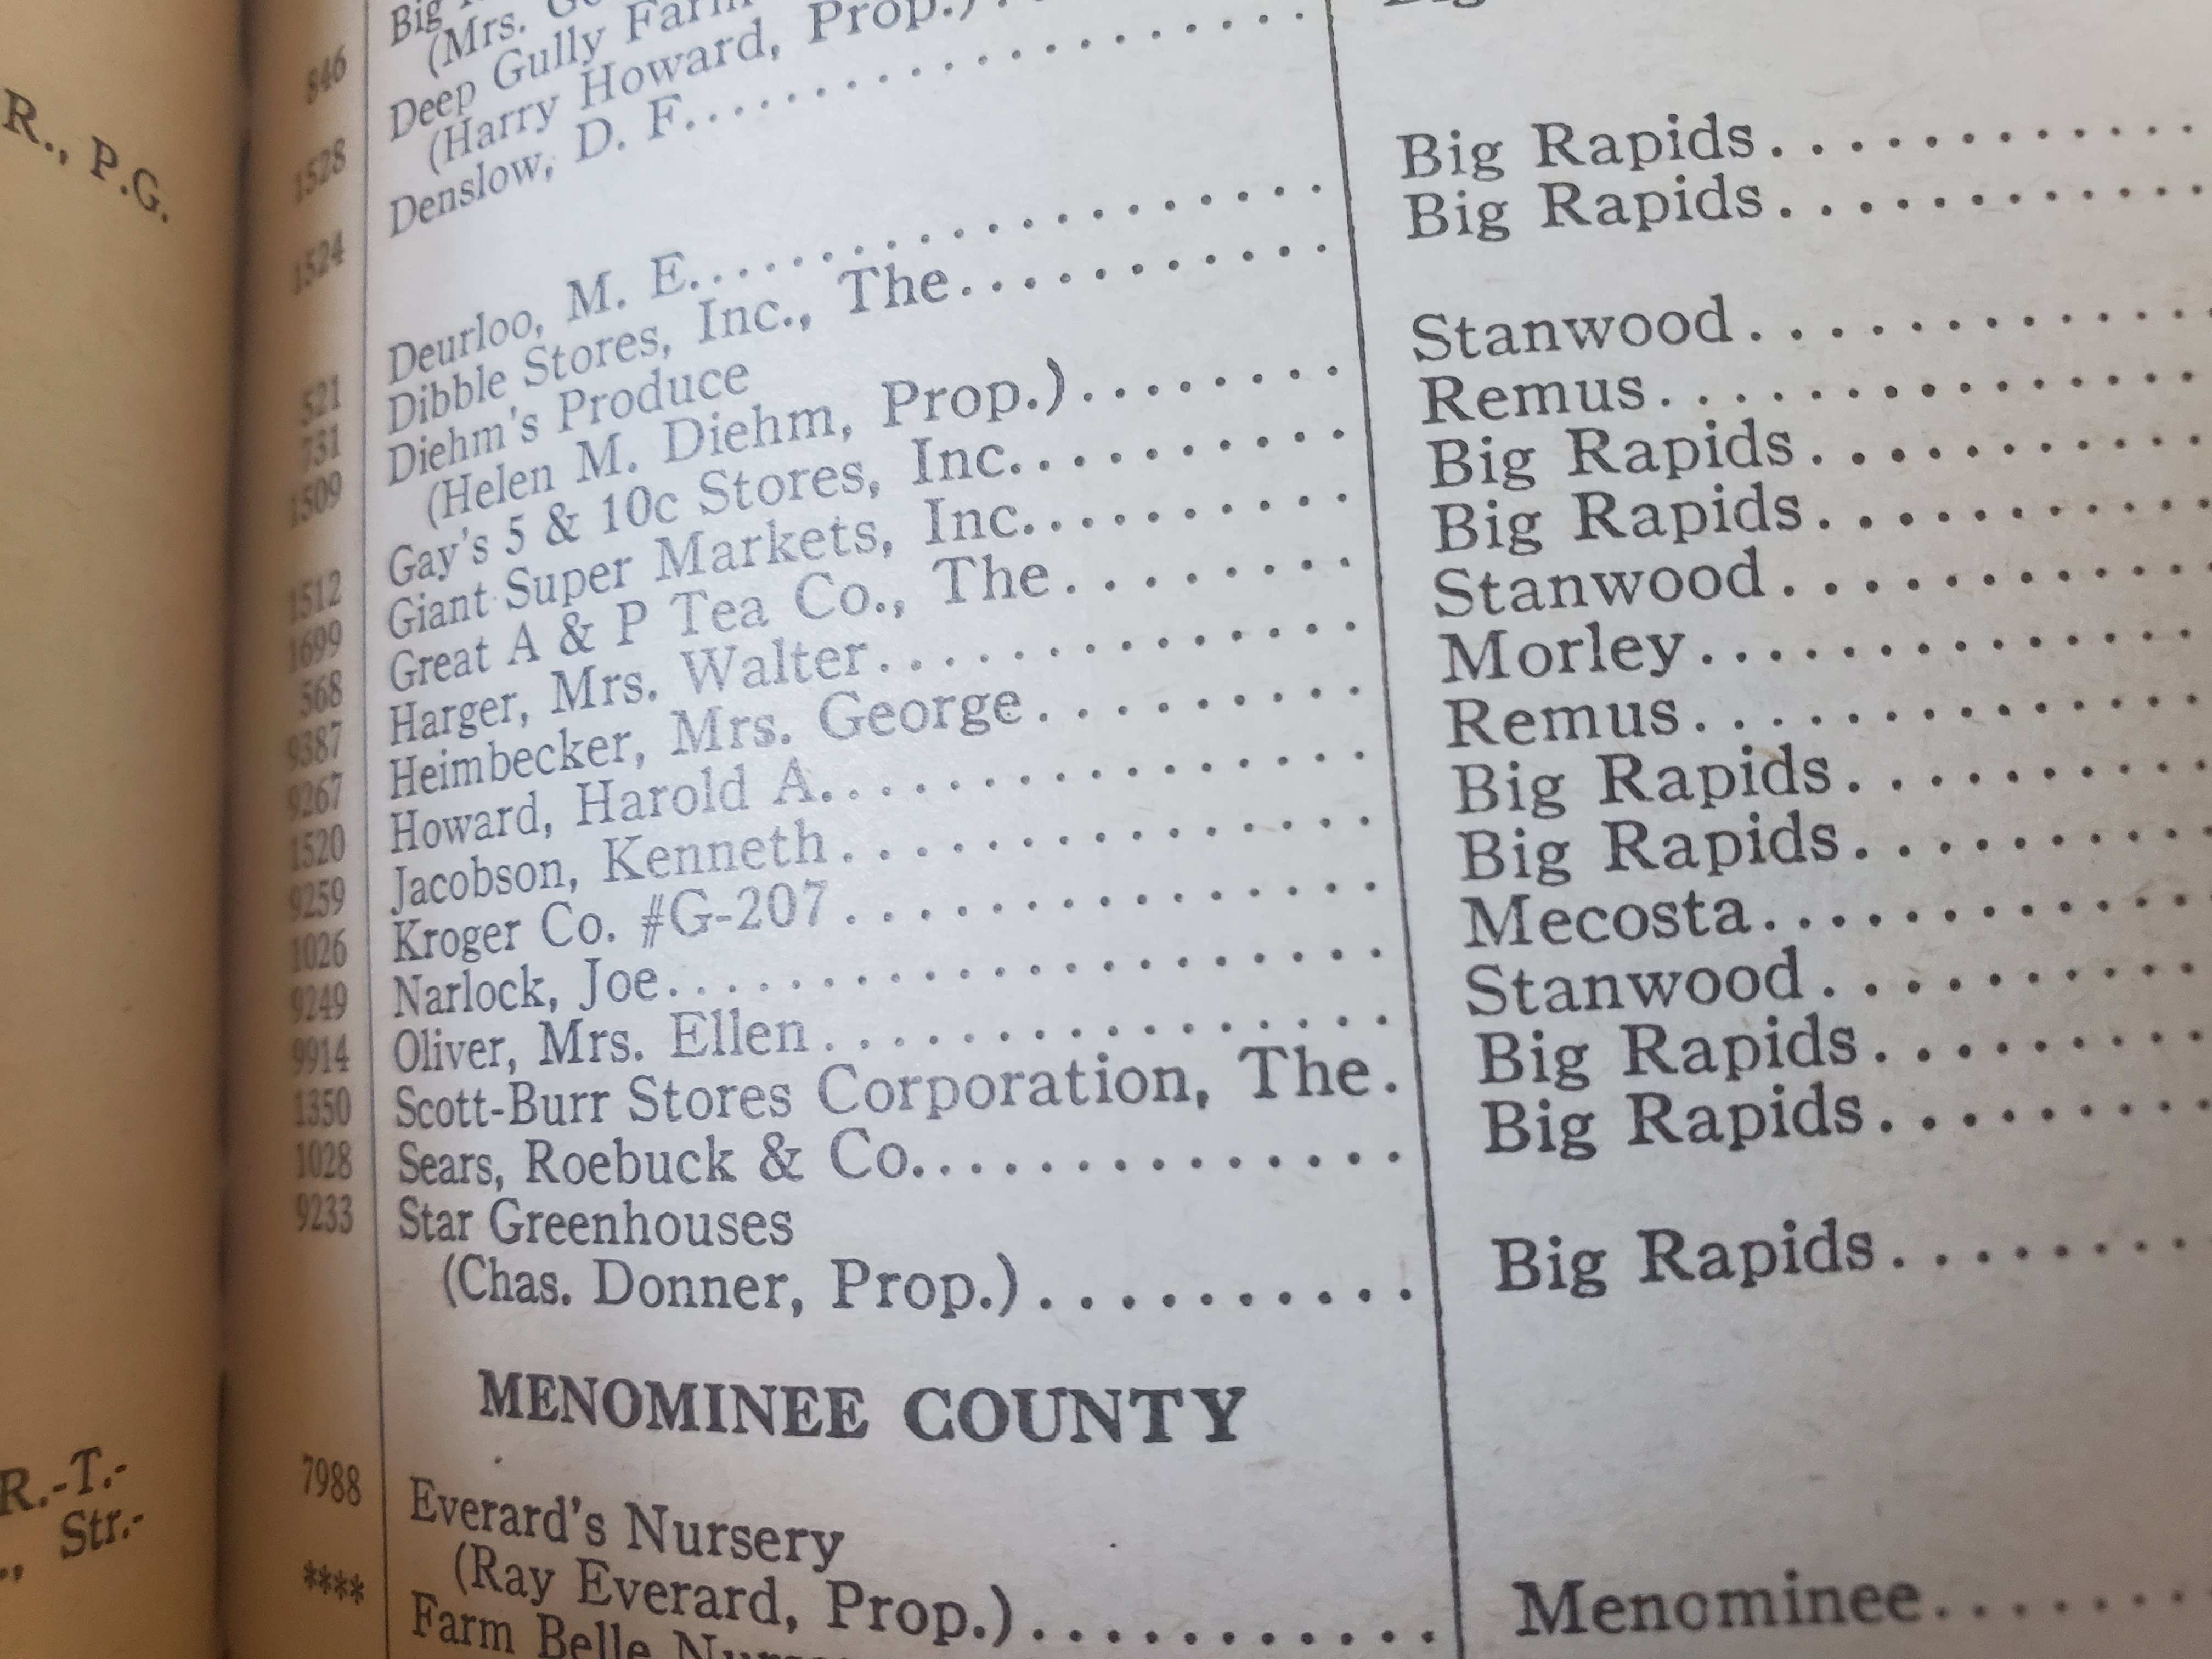 R., P.G.
R.-T.-
Str.-
846 Big
(Mrs.
1528 Deep Gully Farm
(Harry Howard, Prop.)
1524 Denslow, D. F.
521 Deurloo, M. E. Big Rapids
731 Dibble Stores, Inc., The Big Rapids
1509 Diehm's Produce
(Helen M. Diehm, Prop.) Stanwood
1512 Gay's 5 & 10c Stores, Inc. Remus
1699 Giant Super Markets, Inc. Big Rapids
568 Great A & P Tea Co., The Big Rapids
9387 Harger, Mrs. Walter Stanwood
9267 Heimbecker, Mrs. George Morley
1520 Howard, Harold A. Remus
9259 Jacobson, Kenneth Big Rapids
1026 Kroger Co. #G-207 Big Rapids
9249 Narlock, Joe Mecosta
9914 Oliver, Mrs. Ellen Stanwood
1350 Scott-Burr Stores Corporation, The Big Rapids
1028 Sears, Roebuck & Co. Big Rapids
9233 Star Greenhouses
(Chas. Donner, Prop.) Big Rapids
MENOMINEE COUNTY
7988 Everard's Nursery
(Ray Everard, Prop.) Menominee
**** Farm Belle